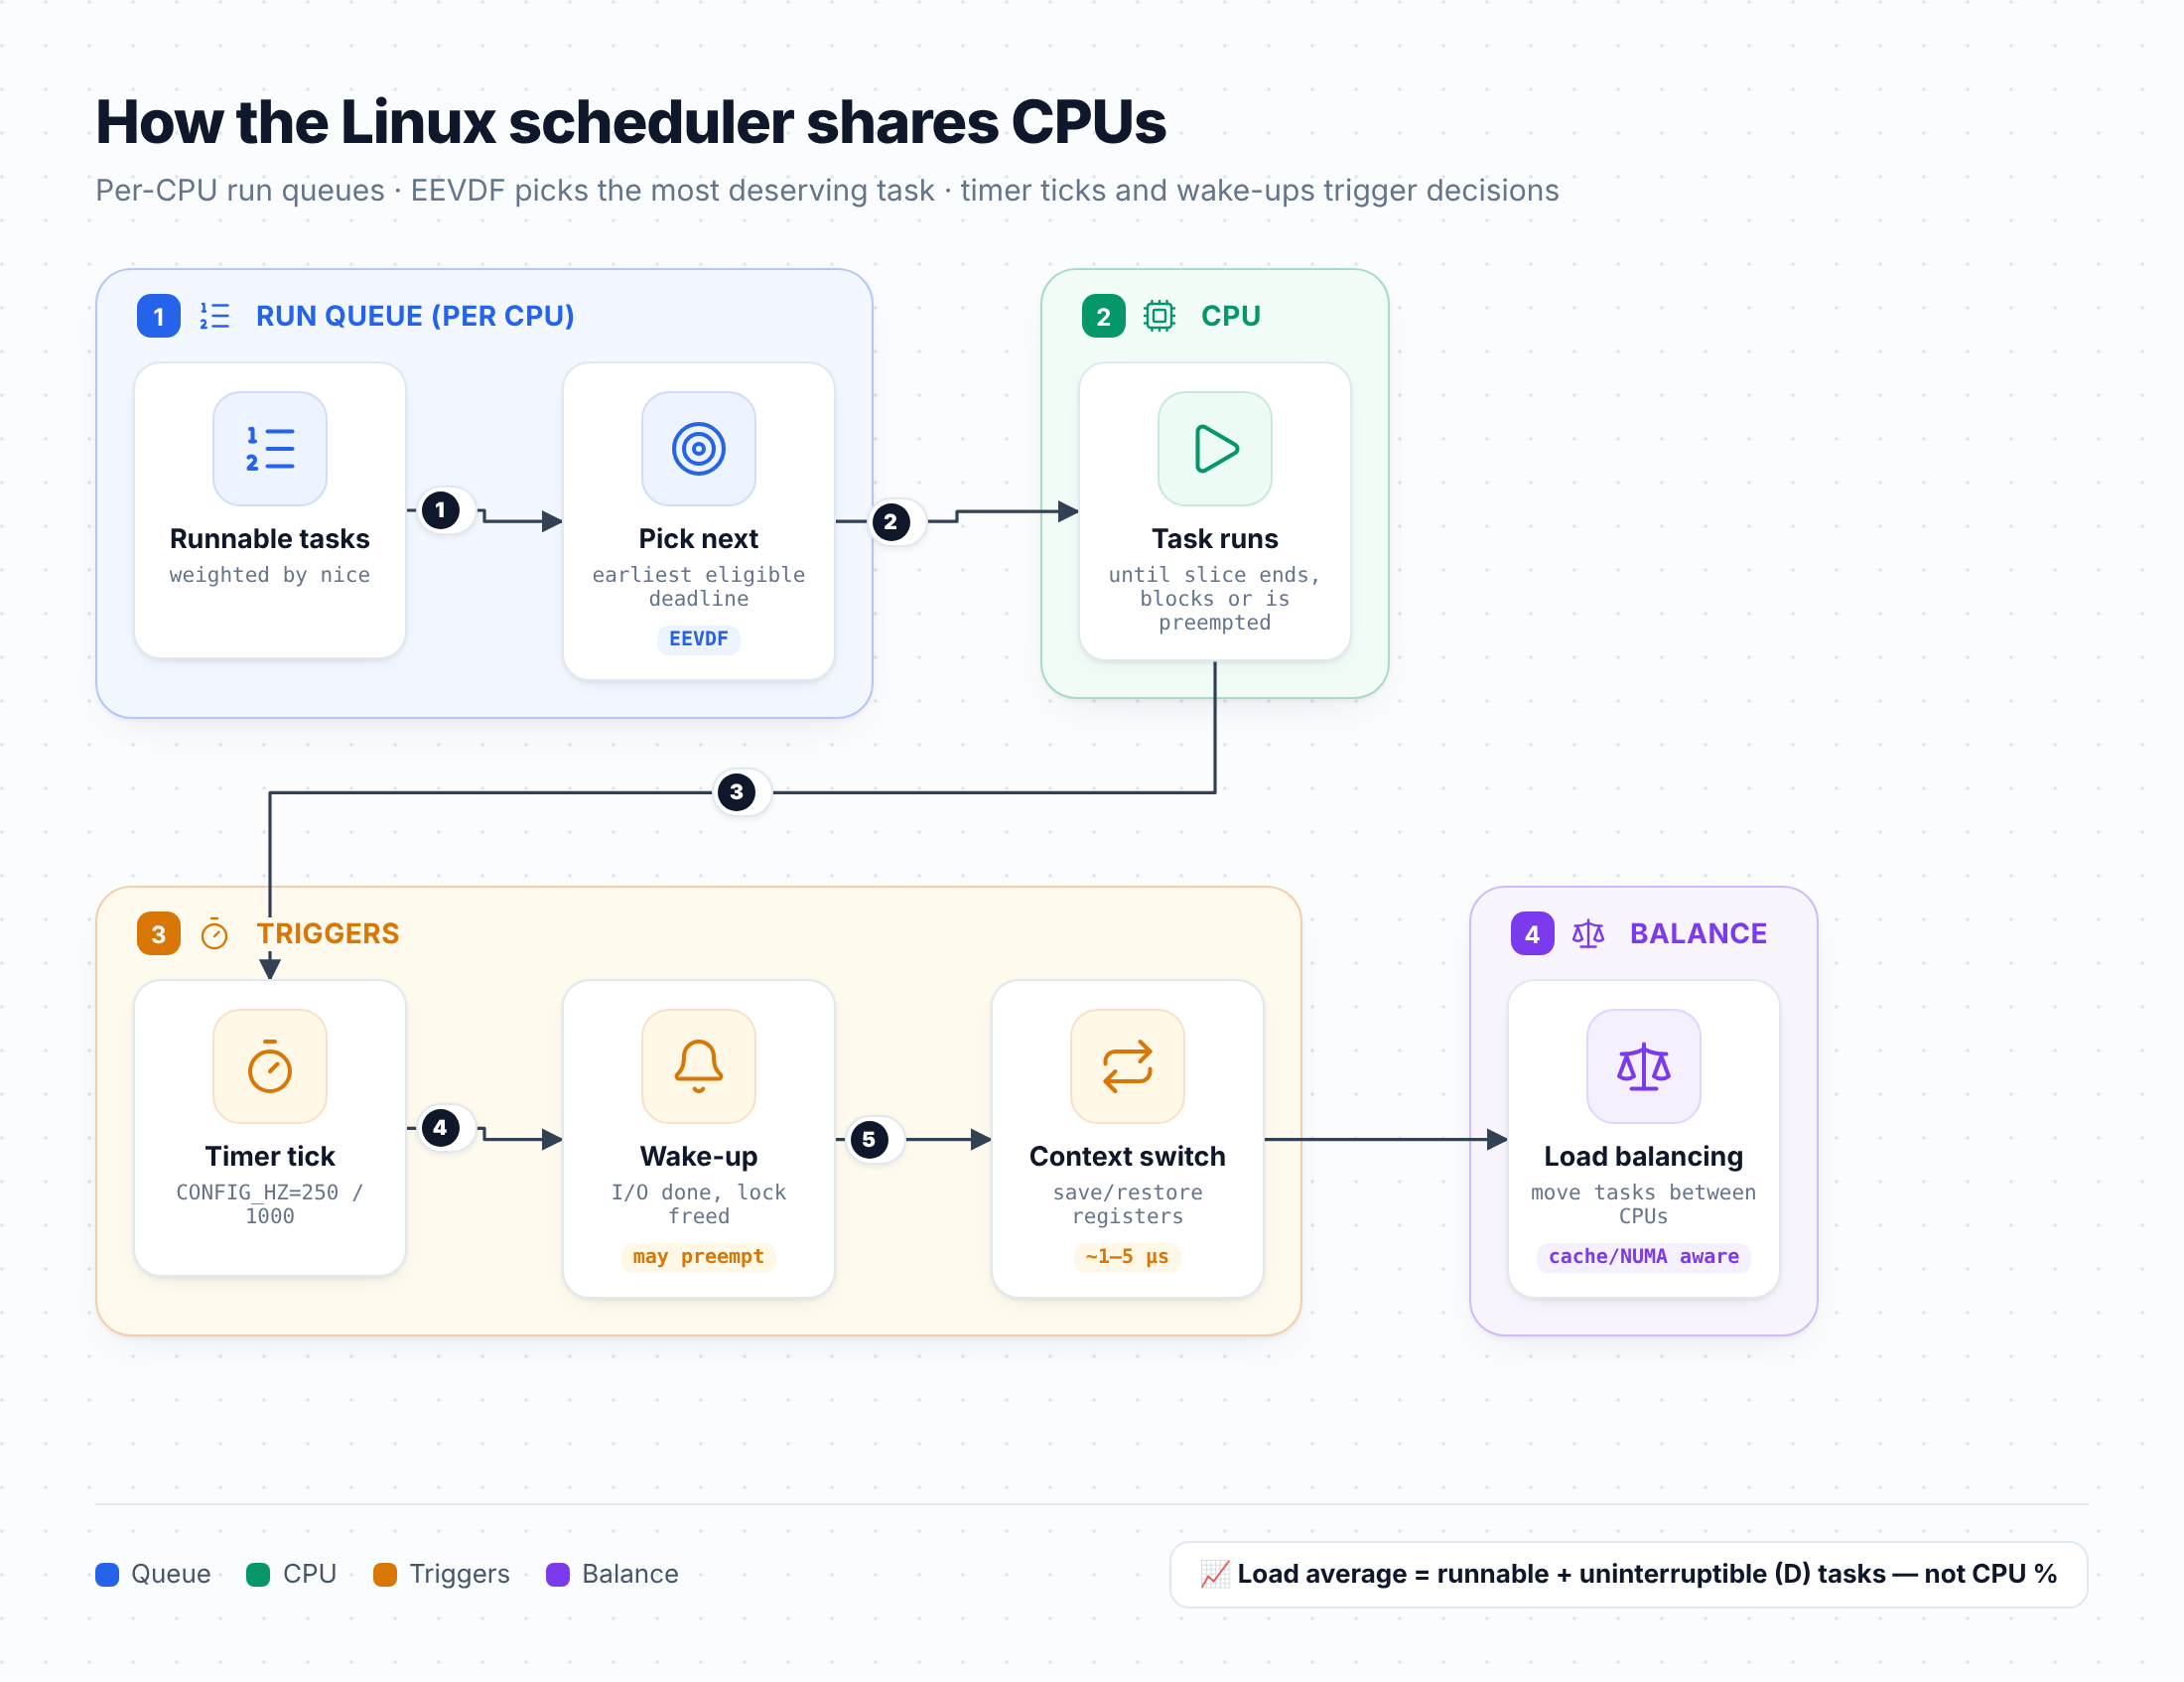 How the Linux scheduler shares CPUs
Per-CPU run queues · EEVDF picks the most deserving task · timer ticks and wake-ups trigger decisions
1 RUN QUEUE (PER CPU)
2 CPU
Runnable tasks
weighted by nice
1
Pick next
earliest eligible
deadline
EEVDF
2
Task runs
until slice ends,
blocks or is
preempted
3
3 TRIGGERS
4 BALANCE
Timer tick
CONFIG_HZ=250 /
1000
4
Wake-up
I/O done, lock
freed
may preempt
5
Context switch
save/restore
registers
~1–5 µs
Load balancing
move tasks between
CPUs
cache/NUMA aware
Queue
CPU
Triggers
Balance
📈 Load average = runnable + uninterruptible (D) tasks — not CPU %